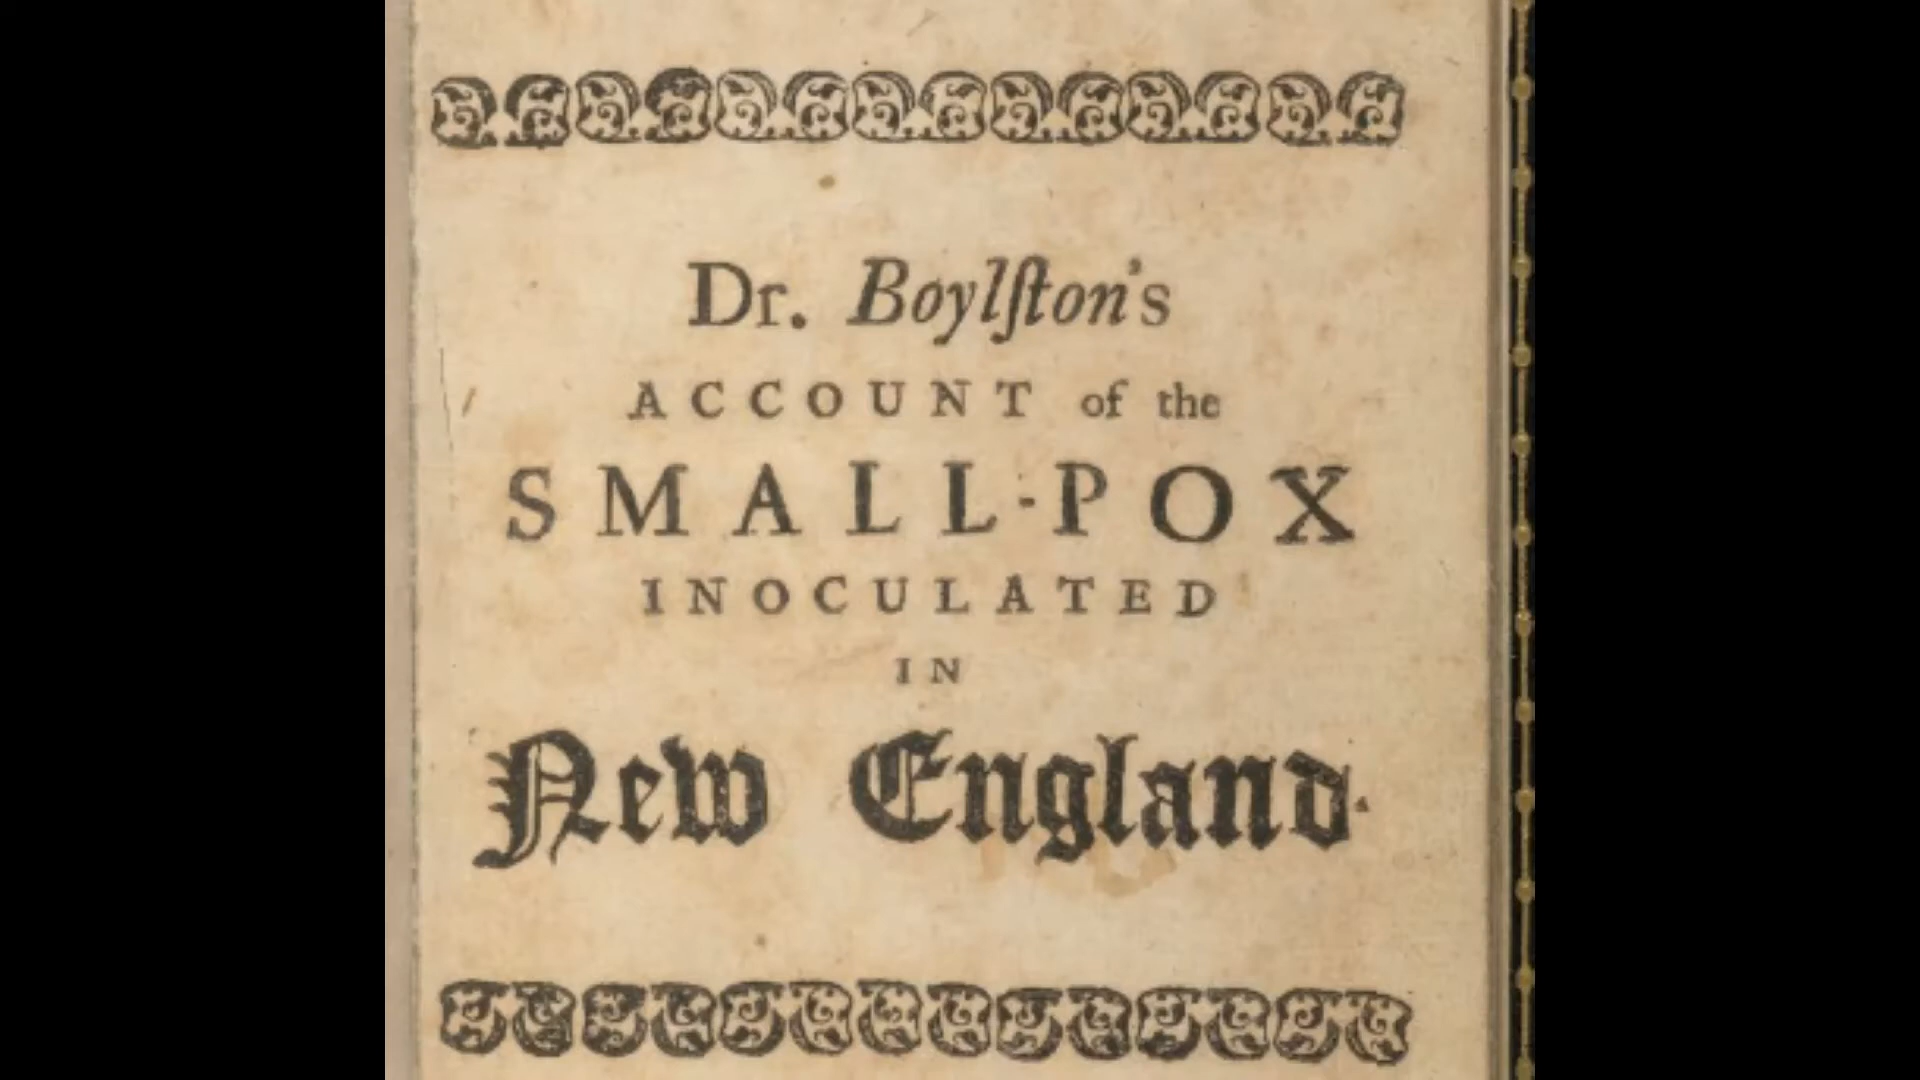 Dr. Boylſton's
ACCOUNT of the
SMALL-POX
INOCULATED
IN
New England.